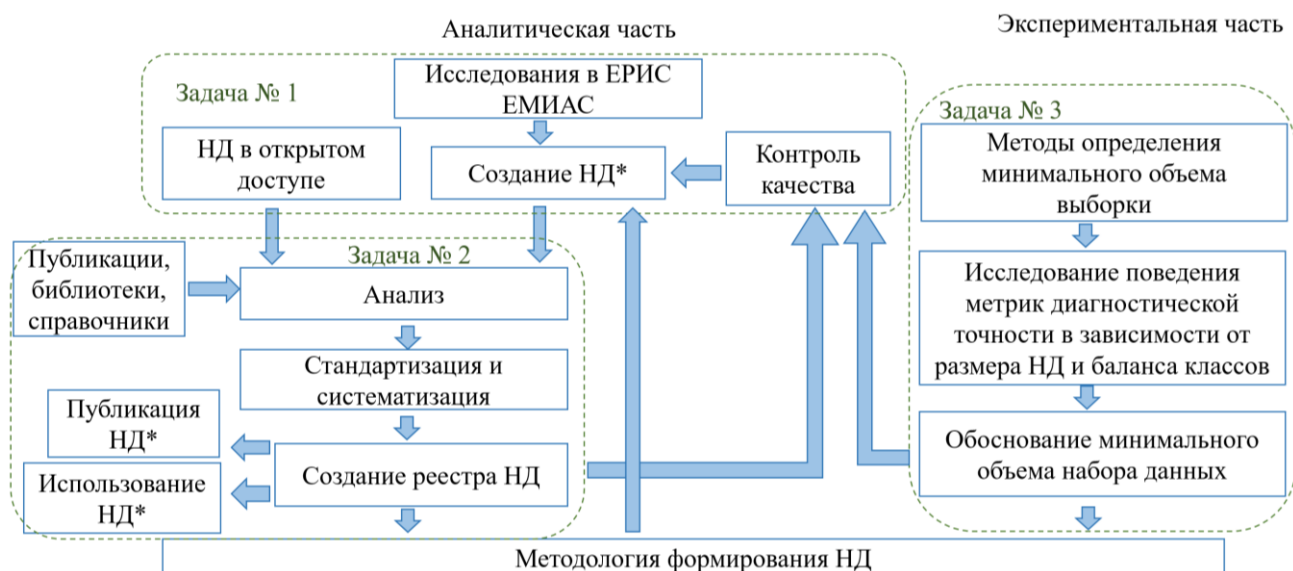 Аналитическая часть
Экспериментальная часть
Задача № 1
Исследования в ЕРИС
ЕМИАС
НД в открытом
доступе
Создание НД*
Контроль
качества
Задача № 2
Публикации,
библиотеки,
справочники
Анализ
Стандартизация и
систематизация
Публикация
НД*
Использование
НД*
Создание реестра НД
Задача № 3
Методы определения
минимального объема
выборки
Исследование поведения
метрик диагностической
точности в зависимости от
размера НД и баланса классов
Обоснование минимального
объема набора данных
Методология формирования НД